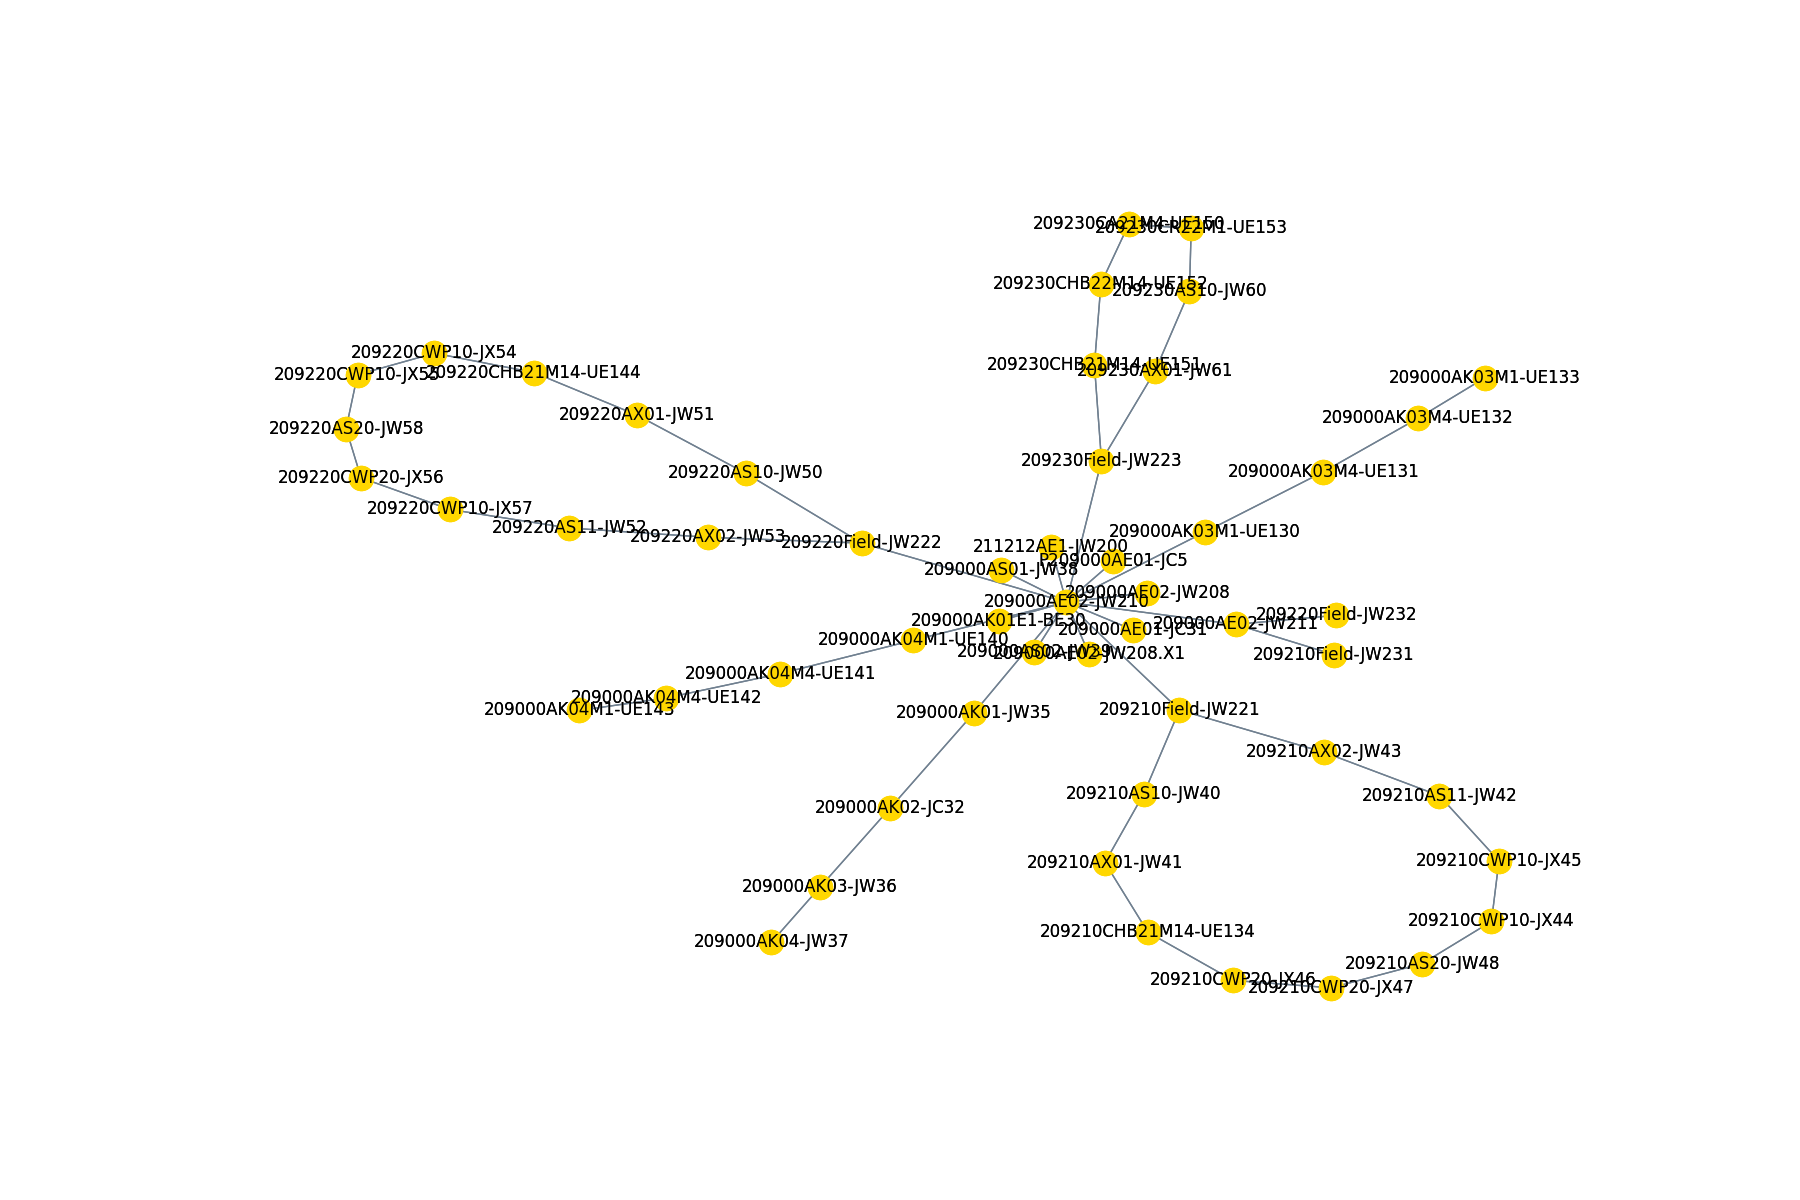 209230CA21M4-UE150
209230CR22M1-UE153
209230CHB22M14-UE152
209230AS10-JW60
209220CWP10-JX54
209230CHB21M14-UE151
209230AX01-JW61
209220CWP10-JX55
209220CHB21M14-UE144
209000AK03M1-UE133
209220AX01-JW51
209000AK03M4-UE132
209220AS20-JW58
209230Field-JW223
209220AS10-JW50
209000AK03M4-UE131
209220CWP20-JX56
209220CWP10-JX57
209220AS11-JW52
209000AK03M1-UE130
209220AX02-JW53
209220Field-JW222
211212AE1-JW200
P209000AE01-JC5
209000AS01-JW38
209000AE02-JW208
209000AE02-JW210
209220Field-JW232
209000AK01E1-BE30
209000AE02-JW211
209000AE01-JC31
209000AK04M1-UE140
209000AS02-JW39
209000AE02-JW208.X1
209210Field-JW231
209000AK04M4-UE141
209000AK04M4-UE142
209000AK04M1-UE143
209000AK01-JW35
209210Field-JW221
209210AX02-JW43
209210AS10-JW40
209210AS11-JW42
209000AK02-JC32
209210AX01-JW41
209210CWP10-JX45
209000AK03-JW36
209210CWP10-JX44
209210CHB21M14-UE134
209000AK04-JW37
209210AS20-JW48
209210CWP20-JX46
209210CWP20-JX47